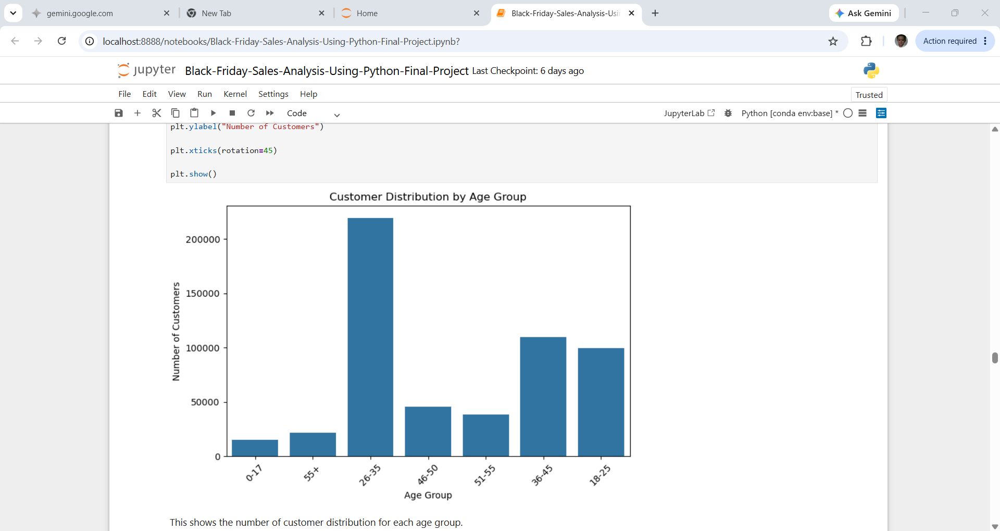 gemini.google.com
New Tab
Home
Black-Friday-Sales-Analysis-Usi
Ask Gemini
localhost:8888/notebooks/Black-Friday-Sales-Analysis-Using-Python-Final-Project.ipynb?
Action required
jupyter Black-Friday-Sales-Analysis-Using-Python-Final-Project Last Checkpoint: 6 days ago
File Edit View Run Kernel Settings Help
Trusted
Code
JupyterLab
Python [conda env:base] *
plt.ylabel("Number of Customers")
plt.xticks(rotation=45)
plt.show()
Customer Distribution by Age Group
Number of Customers
200000
150000
100000
50000
0
0-17
55+
26-35
46-50
51-55
36-45
18-25
Age Group
This shows the number of customer distribution for each age group.